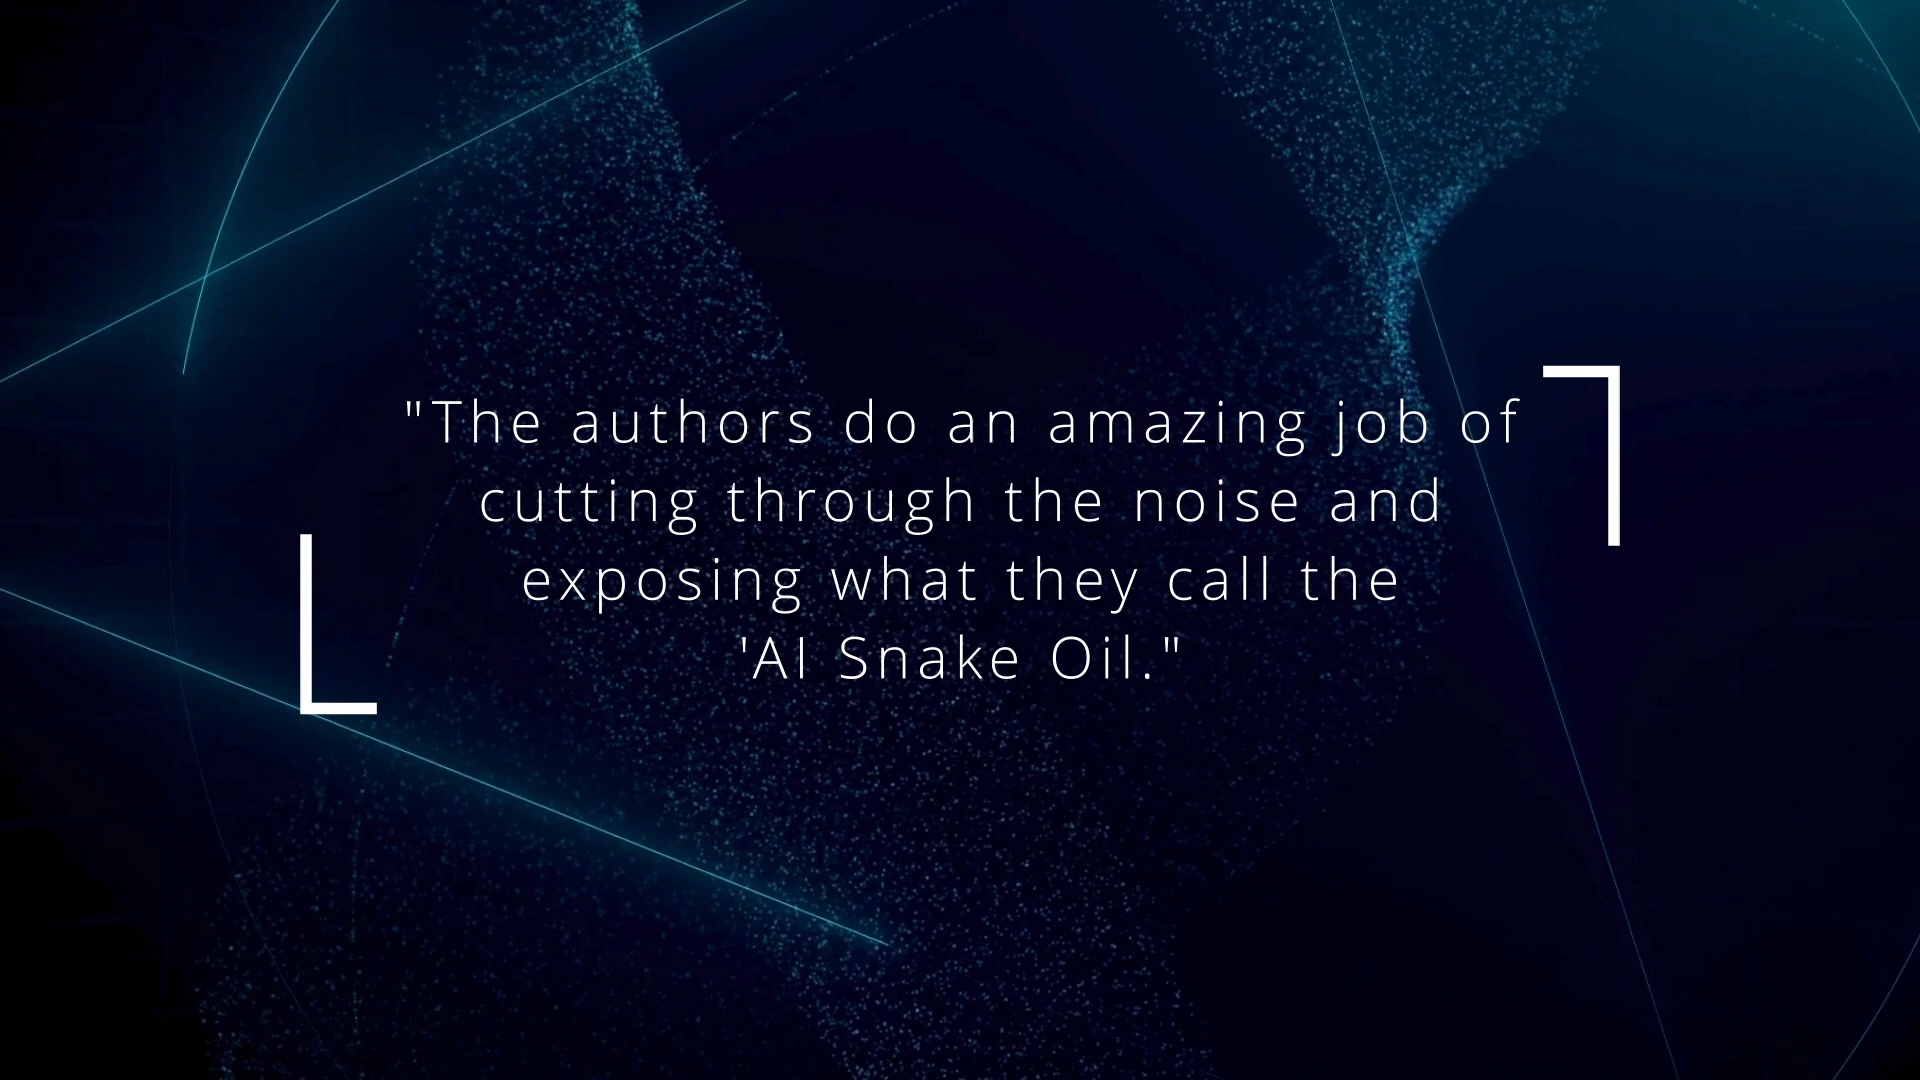 "The authors do an amazing job of
cutting through the noise and
exposing what they call the
'AI Snake Oil."